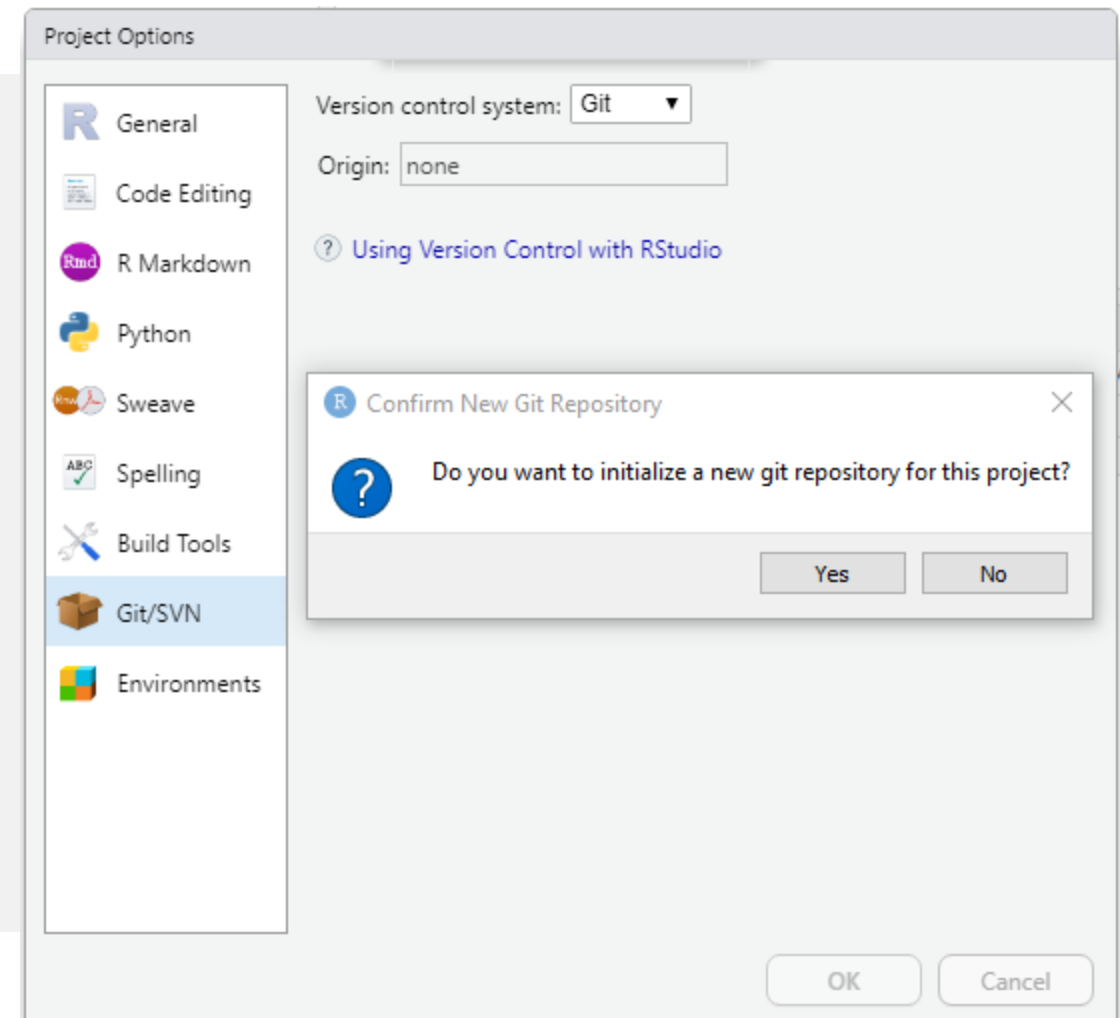 Project Options
R
General
Code Editing
Rmd
R Markdown
Python
Rnw
Sweave
ABC
Spelling
Build Tools
Git/SVN
Environments
Version control system:
Git
Origin:
none
?
Using Version Control with RStudio
R
Confirm New Git Repository
?
Do you want to initialize a new git repository for this project?
Yes
No
OK
Cancel